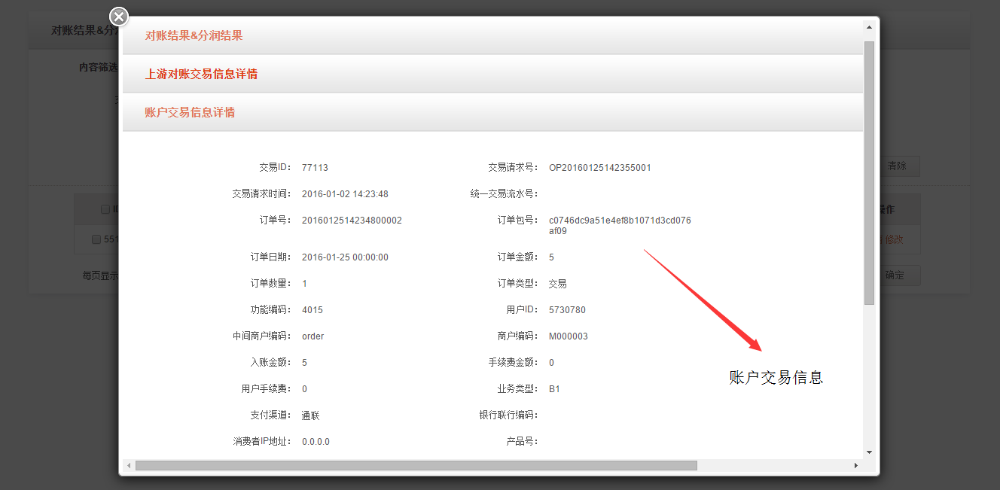 对账结果&分
对账结果&分润结果
内容筛选
上游对账交易信息详情
账户交易信息详情
交易ID： 77113 交易请求号： OP20160125142355001
清除
交易请求时间： 2016-01-02 14:23:48 统一交易流水号：
订单号： 2016012514234800002 订单包号： c0746dc9a51e4ef8b1071d3cd076
af09
551
修改
订单日期： 2016-01-25 00:00:00 订单金额： 5
每页显示
确定
订单数量： 1 订单类型： 交易
功能编码： 4015 用户ID： 5730780
中间商户编码： order 商户编码： M000003
入账金额： 5 手续费金额： 0
账户交易信息
用户手续费： 0 业务类型： B1
支付渠道： 通联 银行联行编码：
消费者IP地址： 0.0.0.0 产品号：